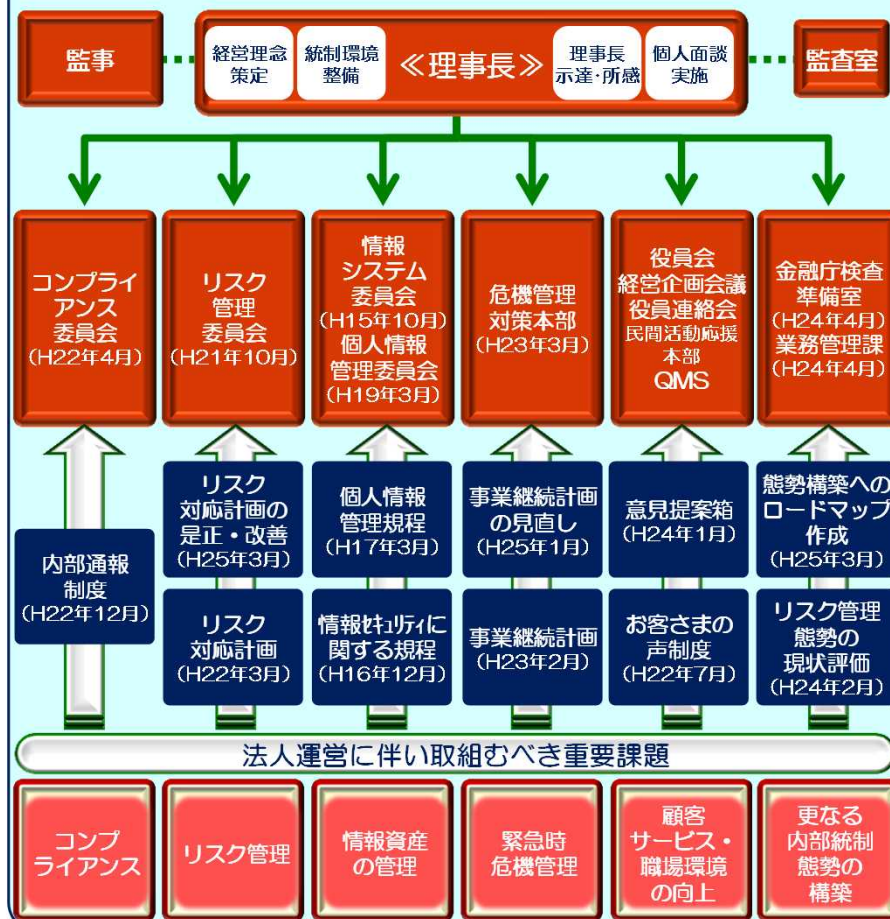 監事
経営理念
策定
統制環境
整備
≪理事長≫
理事長
示達・所感
個人面談
実施
監査室
コンプライ
アンス
委員会
(H22年4月)
リスク
管理
委員会
(H21年10月)
情報
システム
委員会
(H15年10月)
個人情報
管理委員会
(H19年3月)
危機管理
対策本部
(H23年3月)
役員会
経営企画会議
役員連絡会
民間活動応援
本部
QMS
金融庁検査
準備室
(H24年4月)
業務管理課
(H24年4月)
内部通報
制度
(H22年12月)
リスク
対応計画の
是正・改善
(H25年3月)
個人情報
管理規程
(H17年3月)
事業継続計画
の見直し
(H25年1月)
意見提案箱
(H24年1月)
態勢構築への
ロードマップ
作成
(H25年3月)
リスク
対応計画
(H22年3月)
情報セキュリティに
関する規程
(H16年12月)
事業継続計画
(H23年2月)
お客さまの
声制度
(H22年7月)
リスク管理
態勢の
現状評価
(H24年2月)
法人運営に伴い取組むべき重要課題
コンプ
ライアンス
リスク管理
情報資産
の管理
緊急時
危機管理
顧客
サービス・
職場環境
の向上
更なる
内部統制
態勢の
構築